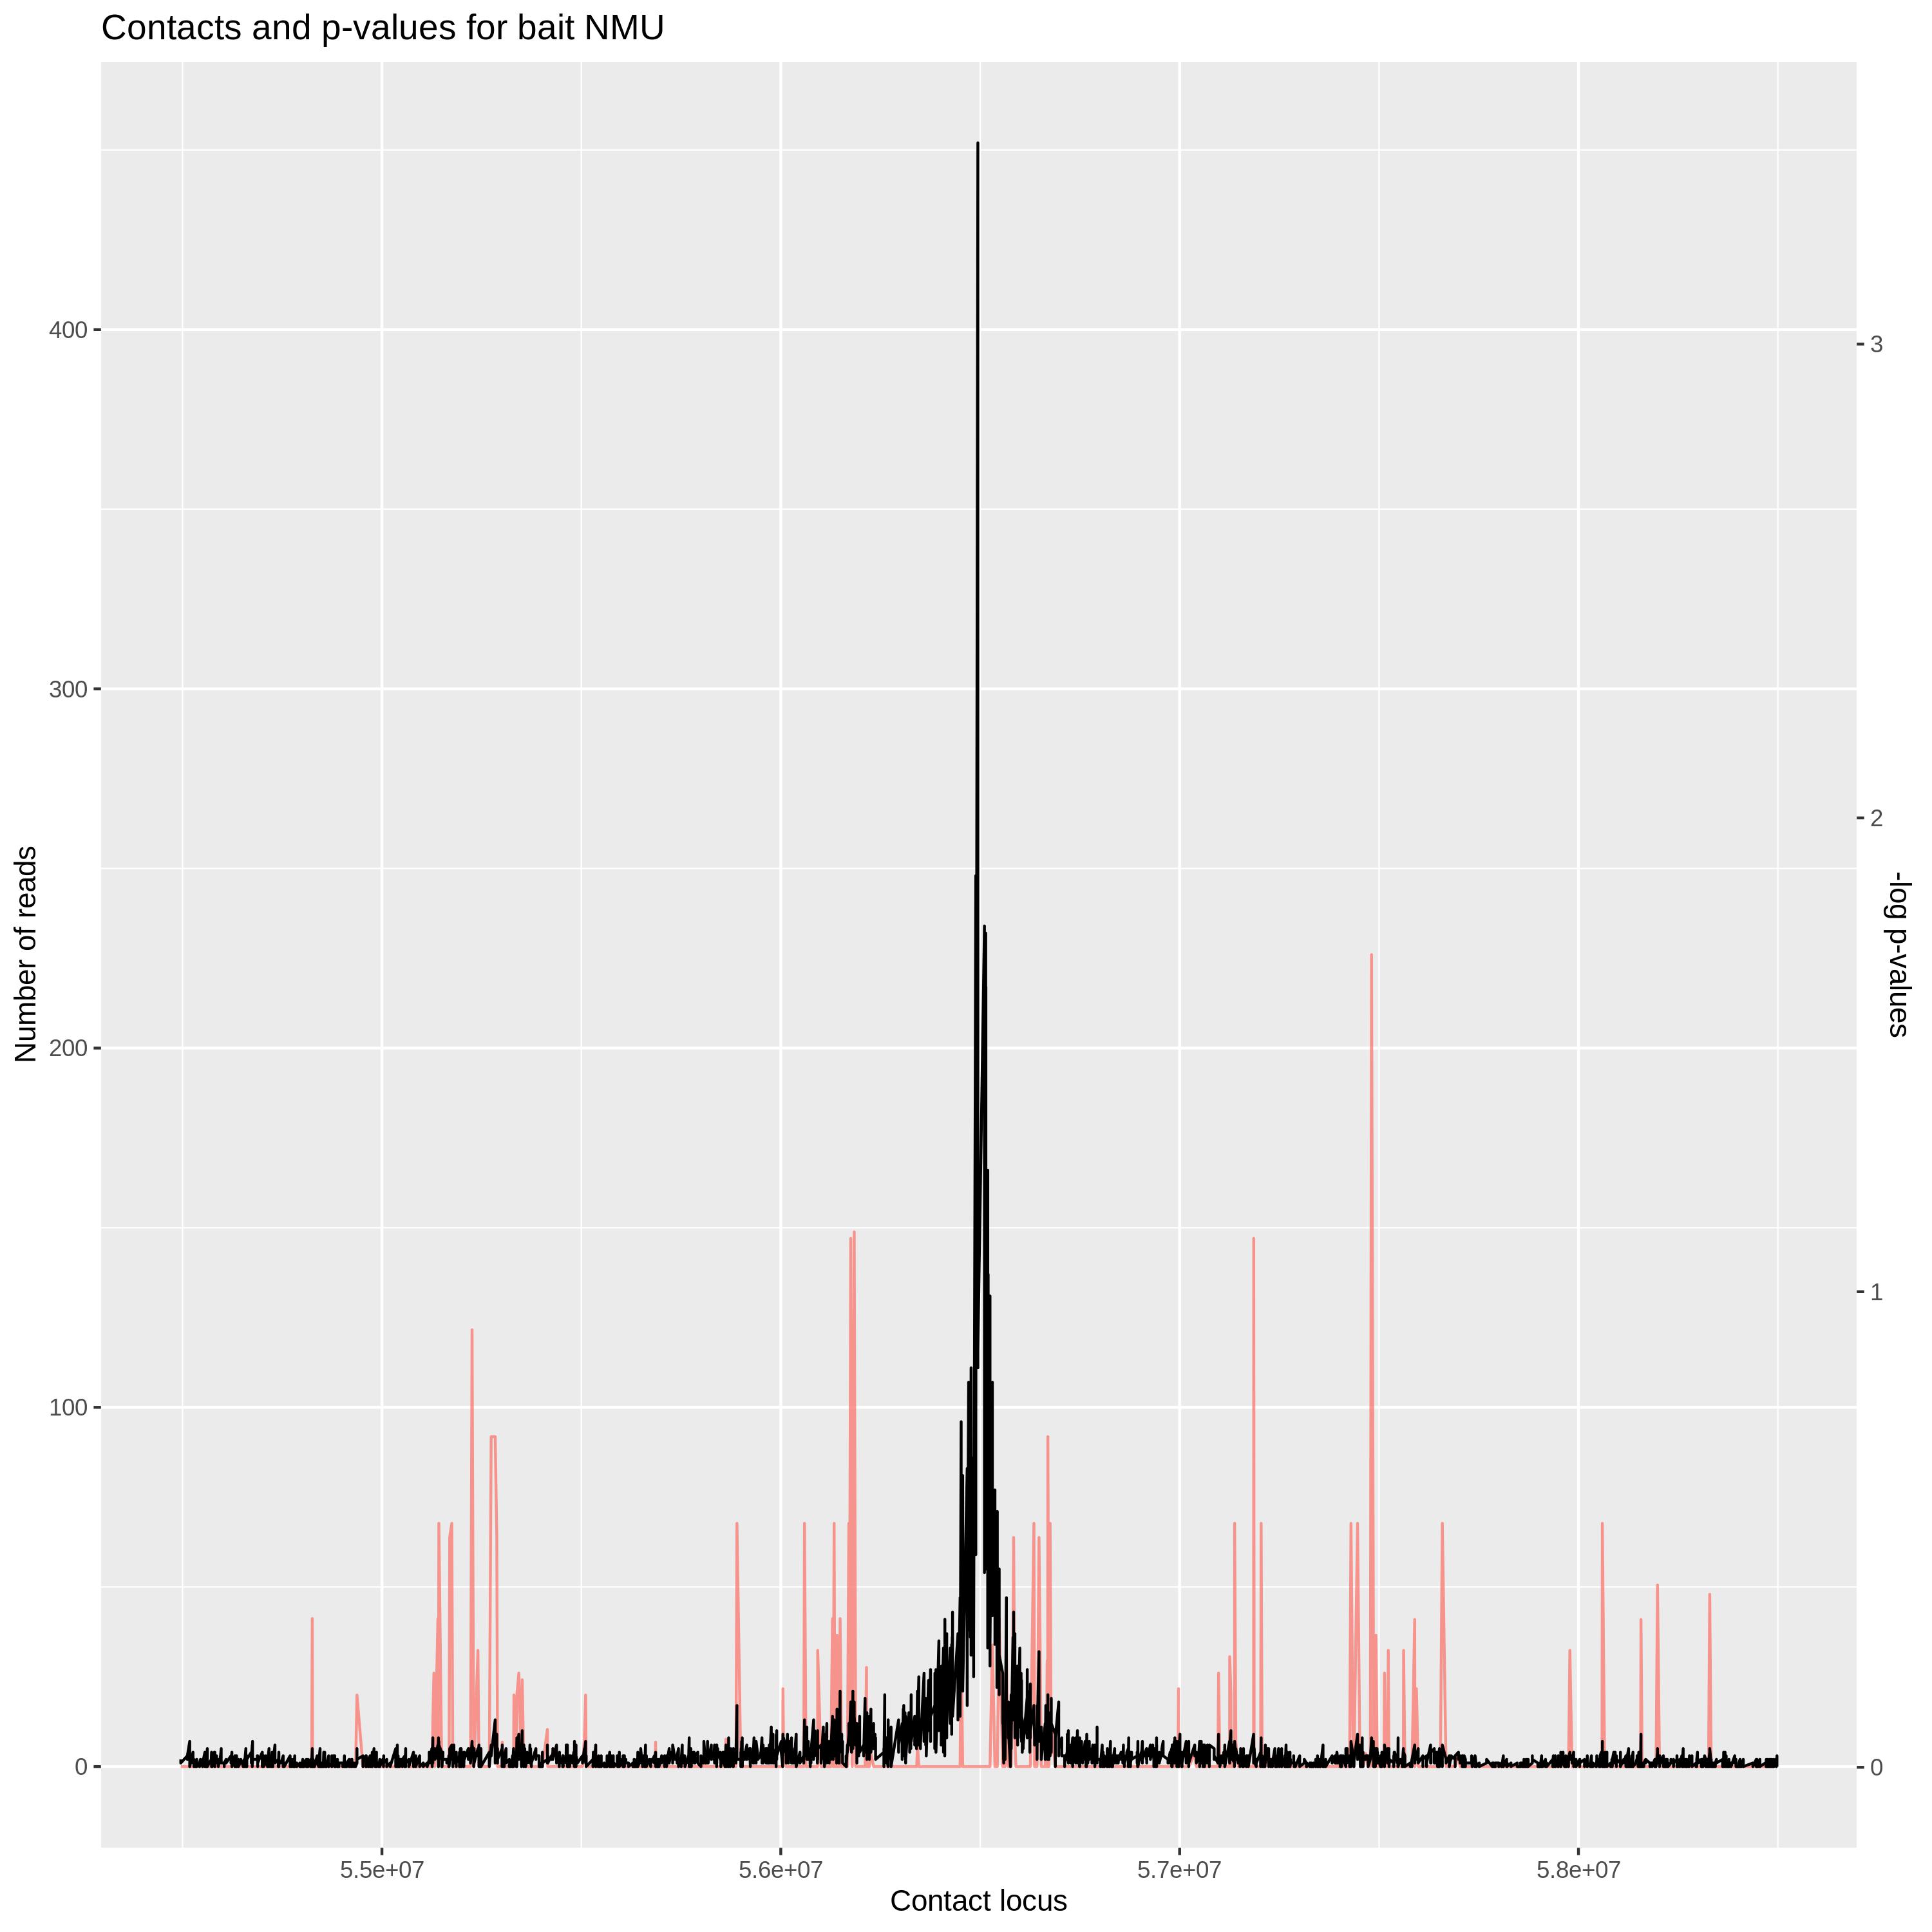 Contacts and p-values for bait NMU
Number of reads
400
300
200
100
0
3
2
1
0
-log p-values
5.5e+07
5.6e+07
5.7e+07
5.8e+07
Contact locus